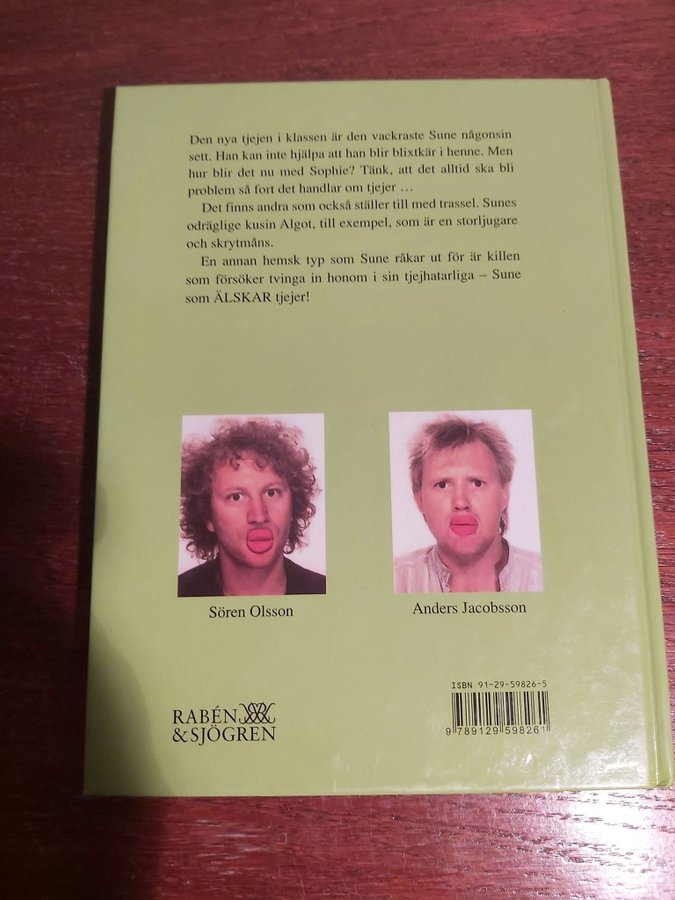 Den nya tjejen i klassen är den vackraste Sune någonsin
sett. Han kan inte hjälpa att han blir blixtkär i henne. Men
hur blir det nu med Sophie? Tänk, att det alltid ska bli
problem så fort det handlar om tjejer ...
Det finns andra som också ställer till med trassel. Sunes
odräglige kusin Algot, till exempel, som är en storljugare
och skrytmåns.
En annan hemsk typ som Sune råkar ut för är killen
som försöker tvinga in honom i sin tjejhatarliga – Sune
som ÄLSKAR tjejer!
Sören Olsson
Anders Jacobsson
RABÉN
& SJÖGREN
ISBN 91-29-59826-5
9 789129 598261